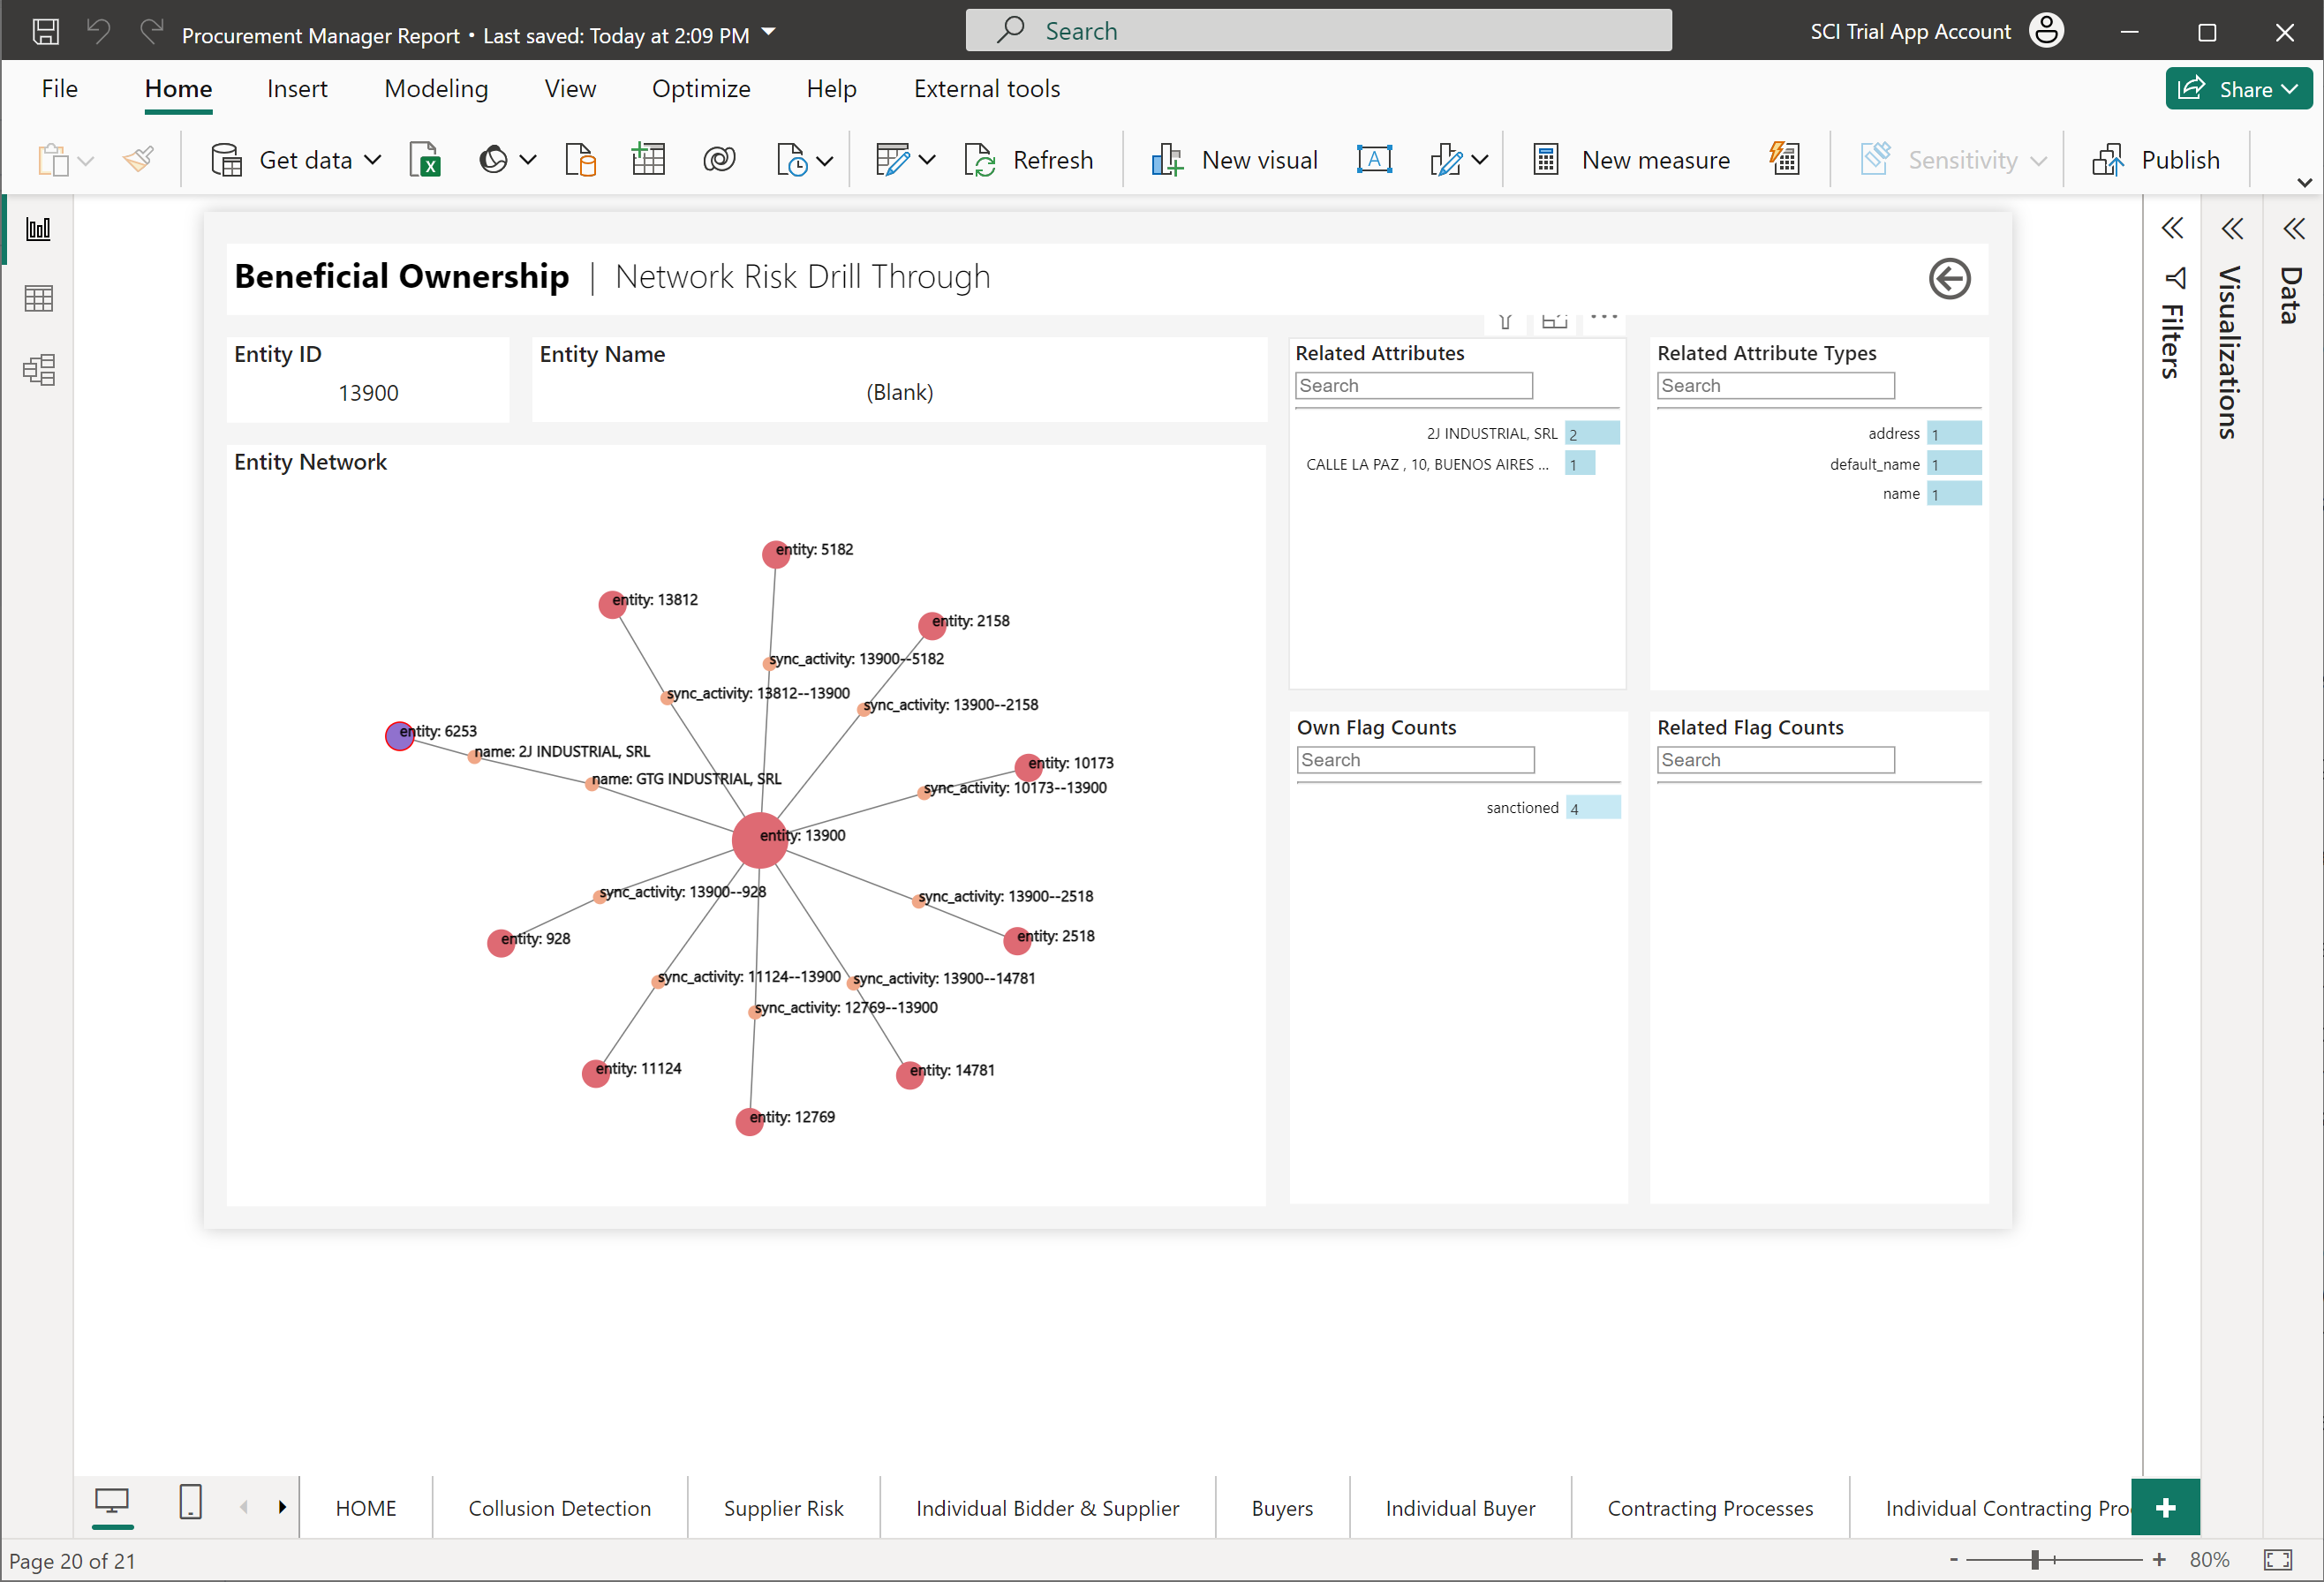 Procurement Manager Report • Last saved: Today at 2:09 PM
Search
SCI Trial App Account
File Home Insert Modeling View Optimize Help External tools
Share
Get data
Refresh
New visual
A
New measure
Sensitivity
Publish
Beneficial Ownership | Network Risk Drill Through
Entity ID
13900
Entity Name
(Blank)
Entity Network
entity: 5182
entity: 13812
entity: 2158
sync_activity: 13900--5182
sync_activity: 13812--13900
sync_activity: 13900--2158
entity: 6253
name: 2J INDUSTRIAL, SRL
name: GTG INDUSTRIAL, SRL
entity: 10173
sync_activity: 10173--13900
entity: 13900
sync_activity: 13900--928
sync_activity: 13900--2518
entity: 928
entity: 2518
sync_activity: 11124--13900
sync_activity: 13900--14781
sync_activity: 12769--13900
entity: 11124
entity: 14781
entity: 12769
Related Attributes
Search
2J INDUSTRIAL, SRL 2
CALLE LA PAZ , 10, BUENOS AIRES ... 1
Related Attribute Types
Search
address 1
default_name 1
name 1
Own Flag Counts
Search
sanctioned 4
Related Flag Counts
Search
Filters
Visualizations
Data
HOME
Collusion Detection
Supplier Risk
Individual Bidder & Supplier
Buyers
Individual Buyer
Contracting Processes
Individual Contracting Pro
Page 20 of 21
80%